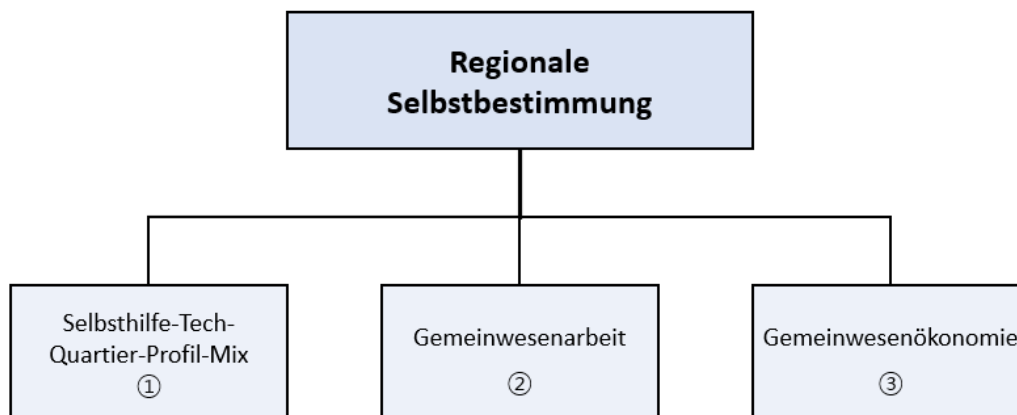 Regionale
Selbstbestimmung
Selbsthilfe-Tech-
Quartier-Profil-Mix
①
Gemeinwesenarbeit
②
Gemeinwesenökonomie
③